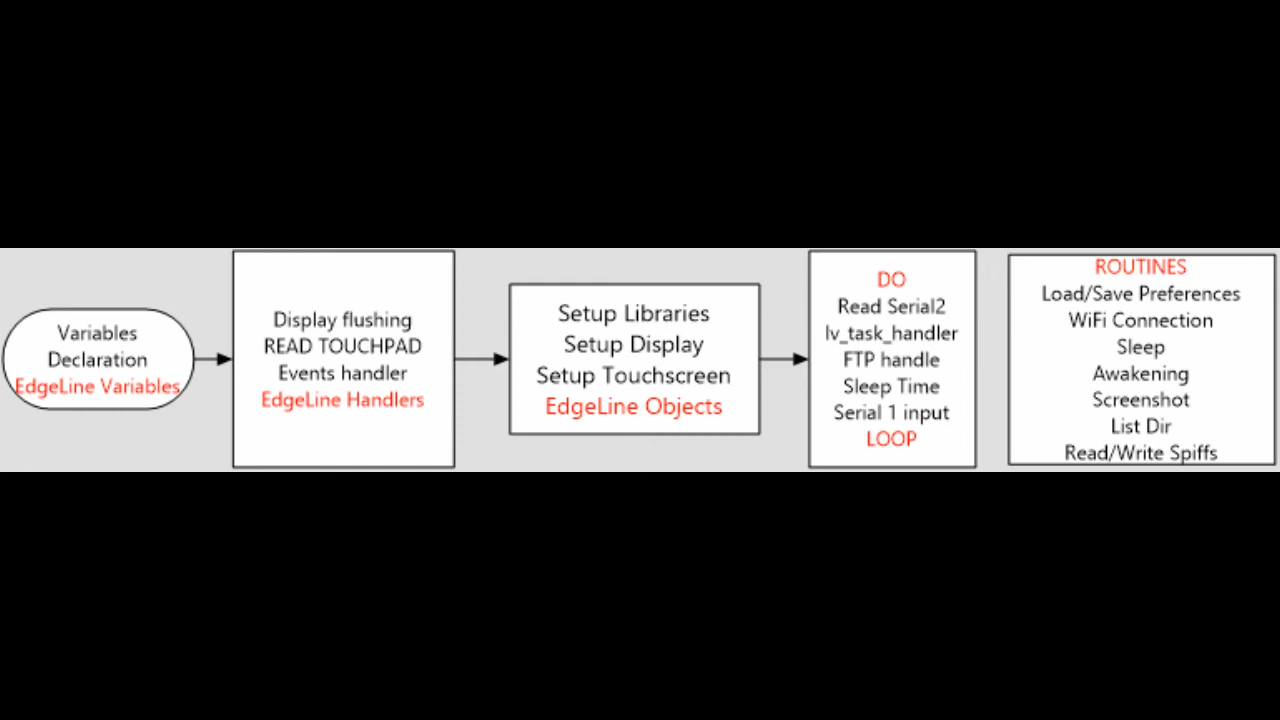 Variables
Declaration
EdgeLine Variables
Display flushing
READ TOUCHPAD
Events handler
EdgeLine Handlers
Setup Libraries
Setup Display
Setup Touchscreen
EdgeLine Objects
DO
Read Serial2
lv_task_handler
FTP handle
Sleep Time
Serial 1 input
LOOP
ROUTINES
Load/Save Preferences
WiFi Connection
Sleep
Awakening
Screenshot
List Dir
Read/Write Spiffs